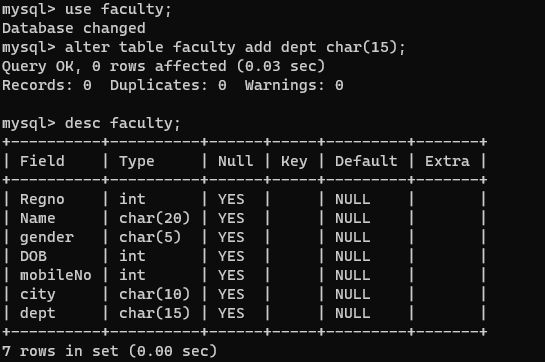 mysql> use faculty;
Database changed
mysql> alter table faculty add dept char(15);
Query OK, 0 rows affected (0.03 sec)
Records: 0  Duplicates: 0  Warnings: 0

mysql> desc faculty;
+----------+----------+------+-----+---------+-------+
| Field    | Type     | Null | Key | Default | Extra |
+----------+----------+------+-----+---------+-------+
| Regno    | int      | YES  |     | NULL    |       |
| Name     | char(20) | YES  |     | NULL    |       |
| gender   | char(5)  | YES  |     | NULL    |       |
| DOB      | int      | YES  |     | NULL    |       |
| mobileNo | int      | YES  |     | NULL    |       |
| city     | char(10) | YES  |     | NULL    |       |
| dept     | char(15) | YES  |     | NULL    |       |
+----------+----------+------+-----+---------+-------+
7 rows in set (0.00 sec)